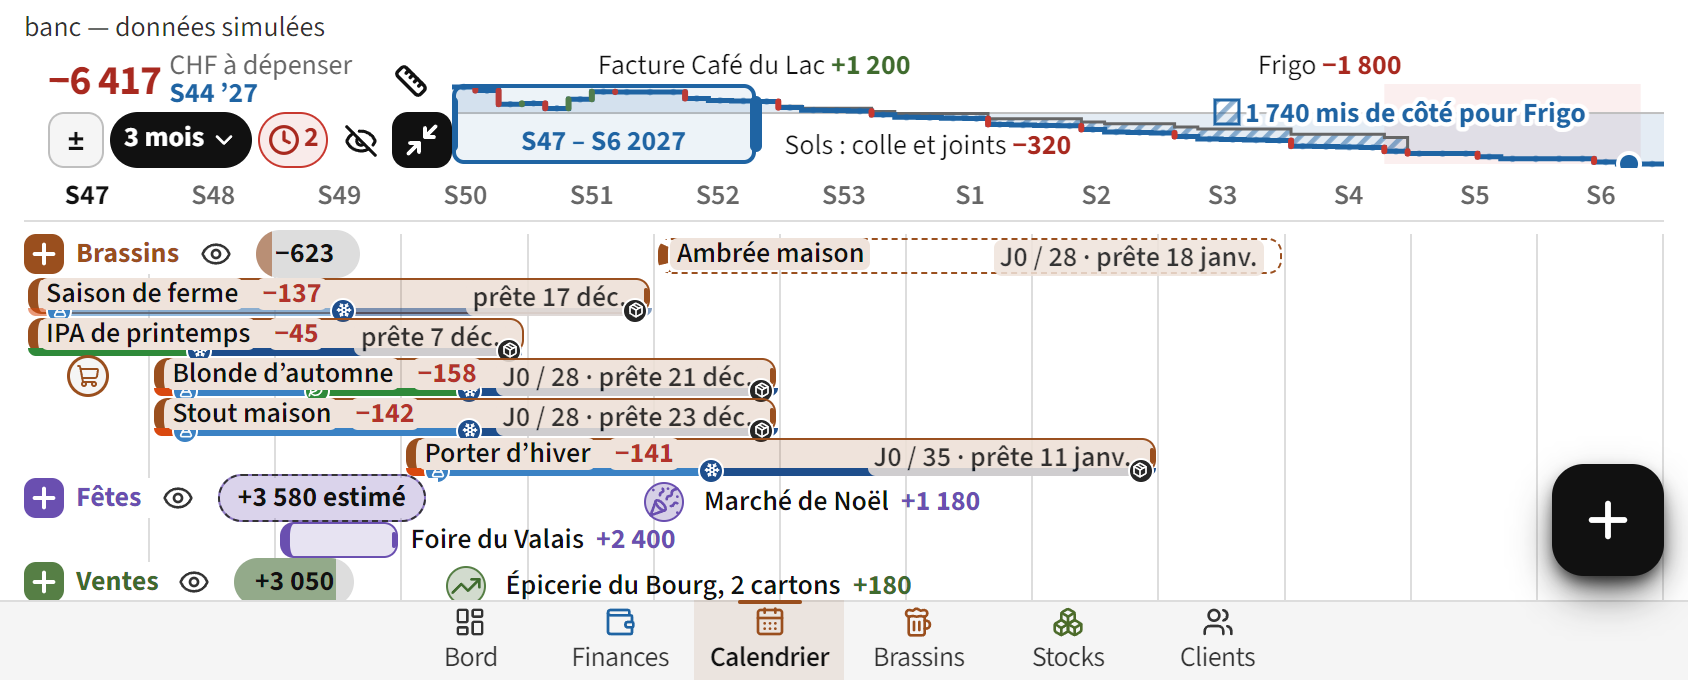 banc — données simulées
−6 417 CHF à dépenser
S44 ’27
Facture Café du Lac +1 200
Frigo −1 800
1 740 mis de côté pour Frigo
± 3 mois 2
S47 – S6 2027
Sols : colle et joints −320
S47 S48 S49 S50 S51 S52 S53 S1 S2 S3 S4 S5 S6
Brassins −623
Ambrée maison J0 / 28 · prête 18 janv.
Saison de ferme −137 prête 17 déc.
IPA de printemps −45 prête 7 déc.
Blonde d’automne −158 J0 / 28 · prête 21 déc.
Stout maison −142 J0 / 28 · prête 23 déc.
Porter d’hiver −141 J0 / 35 · prête 11 janv.
Fêtes +3 580 estimé
Marché de Noël +1 180
Foire du Valais +2 400
Ventes +3 050
Épicerie du Bourg, 2 cartons +180
Bord Finances Calendrier Brassins Stocks Clients